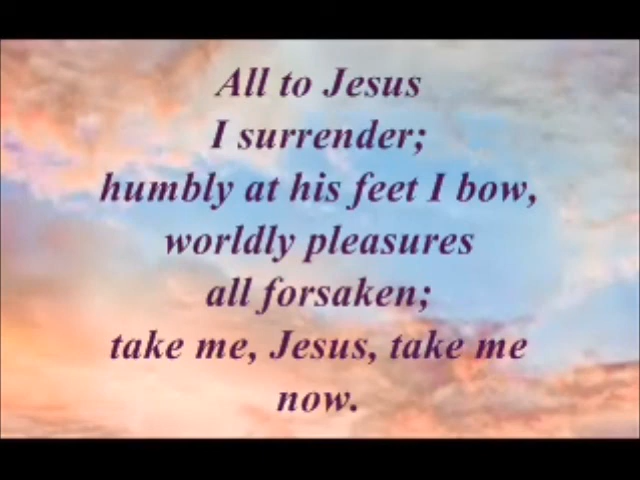 All to Jesus
I surrender;
humbly at his feet I bow,
worldly pleasures
all forsaken;
take me, Jesus, take me
now.